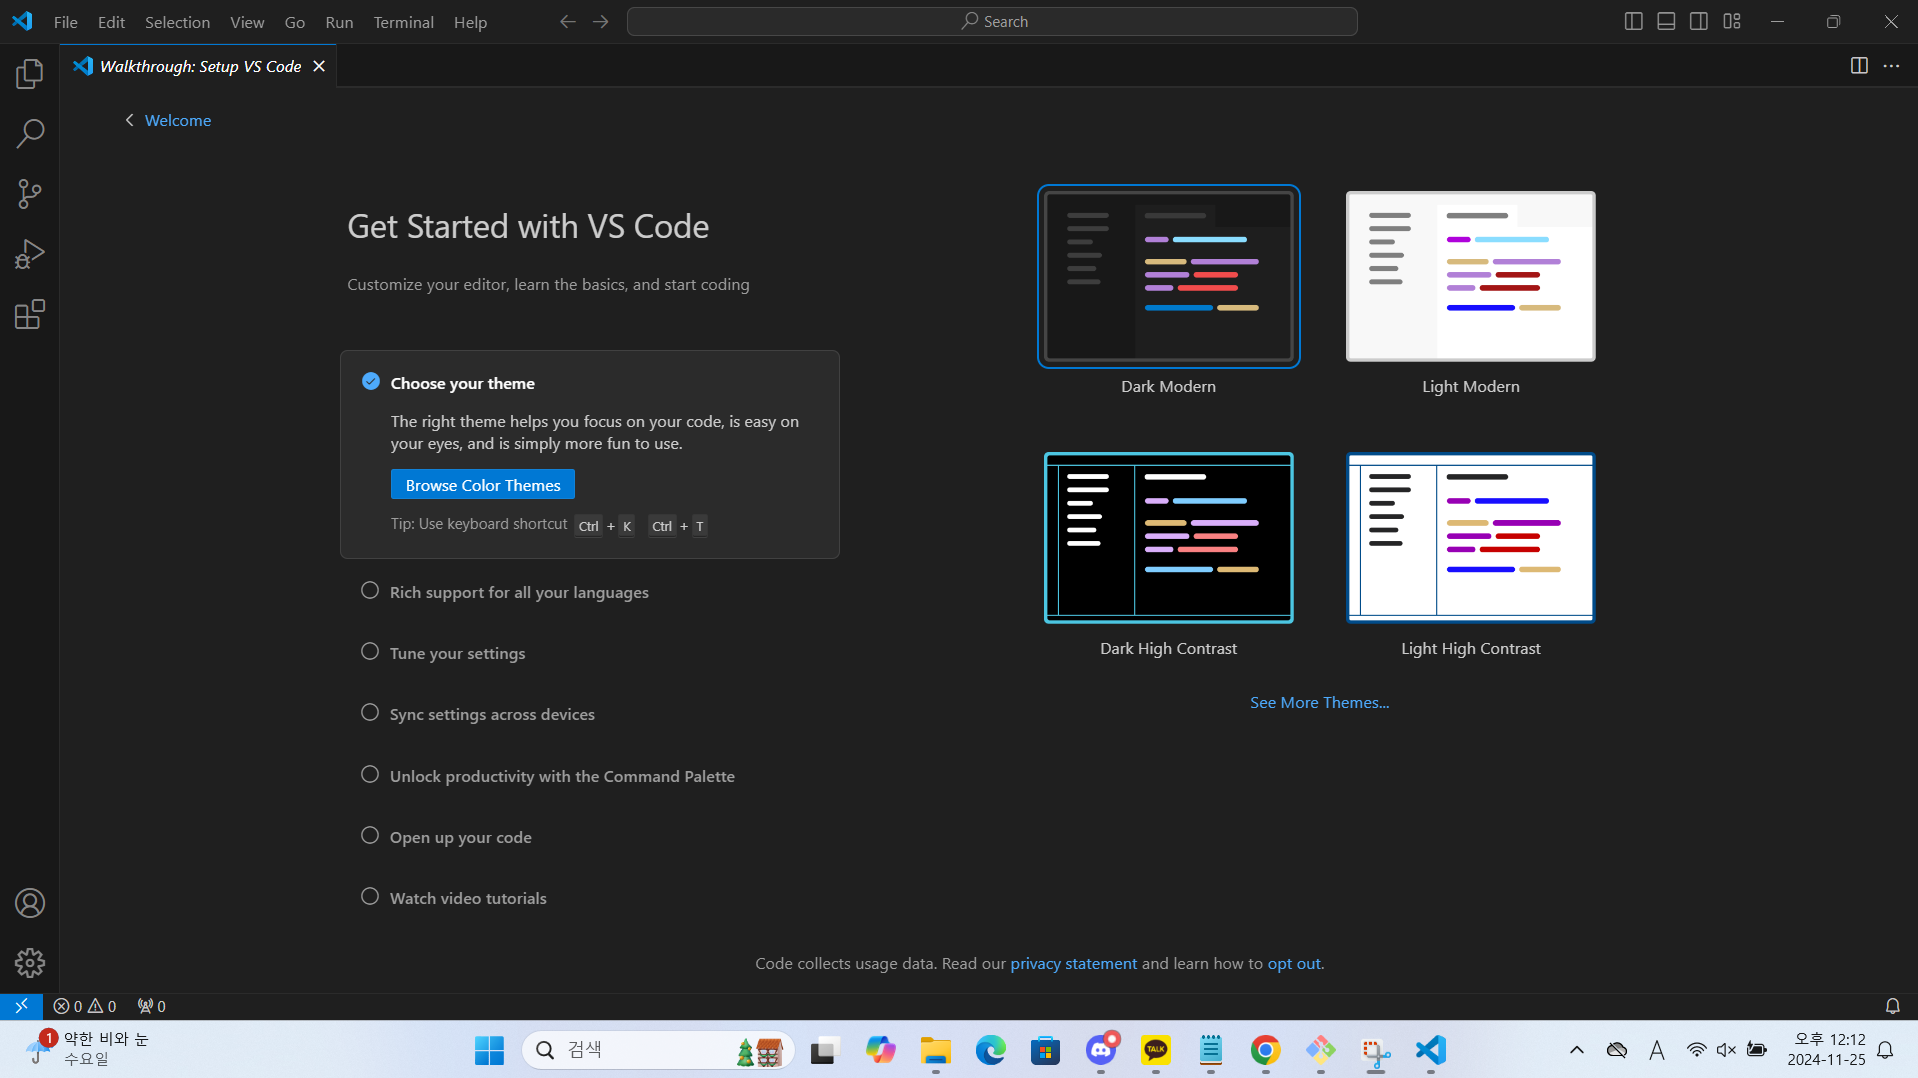 File Edit Selection View Go Run Terminal Help
Search
Walkthrough: Setup VS Code
Welcome
Get Started with VS Code
Customize your editor, learn the basics, and start coding
Choose your theme
The right theme helps you focus on your code, is easy on
your eyes, and is simply more fun to use.
Browse Color Themes
Tip: Use keyboard shortcut Ctrl + K Ctrl + T
Rich support for all your languages
Tune your settings
Sync settings across devices
Unlock productivity with the Command Palette
Open up your code
Watch video tutorials
Dark Modern
Light Modern
Dark High Contrast
Light High Contrast
See More Themes...
Code collects usage data. Read our privacy statement and learn how to opt out.
0 0 0
1
약한 비와 눈
수요일
검색
TALK
A
오후 12:12
2024-11-25